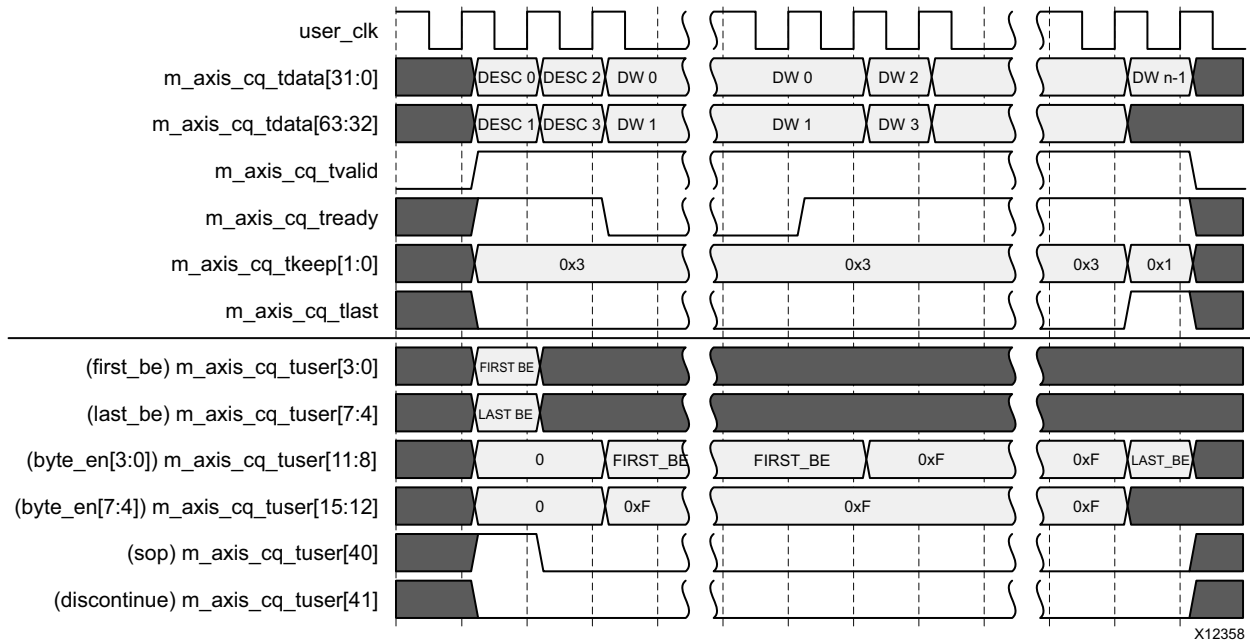 user_clk
m_axis_cq_tdata[31:0] DESC 0 DESC 2 DW 0 DW 0 DW 2 DW n-1
m_axis_cq_tdata[63:32] DESC 1 DESC 3 DW 1 DW 1 DW 3
m_axis_cq_tvalid
m_axis_cq_tready
m_axis_cq_tkeep[1:0] 0x3 0x3 0x3 0x1
m_axis_cq_tlast
(first_be) m_axis_cq_tuser[3:0] FIRST BE
(last_be) m_axis_cq_tuser[7:4] LAST BE
(byte_en[3:0]) m_axis_cq_tuser[11:8] 0 FIRST_BE FIRST_BE 0xF 0xF LAST_BE
(byte_en[7:4]) m_axis_cq_tuser[15:12] 0 0xF 0xF 0xF
(sop) m_axis_cq_tuser[40]
(discontinue) m_axis_cq_tuser[41]
X12358